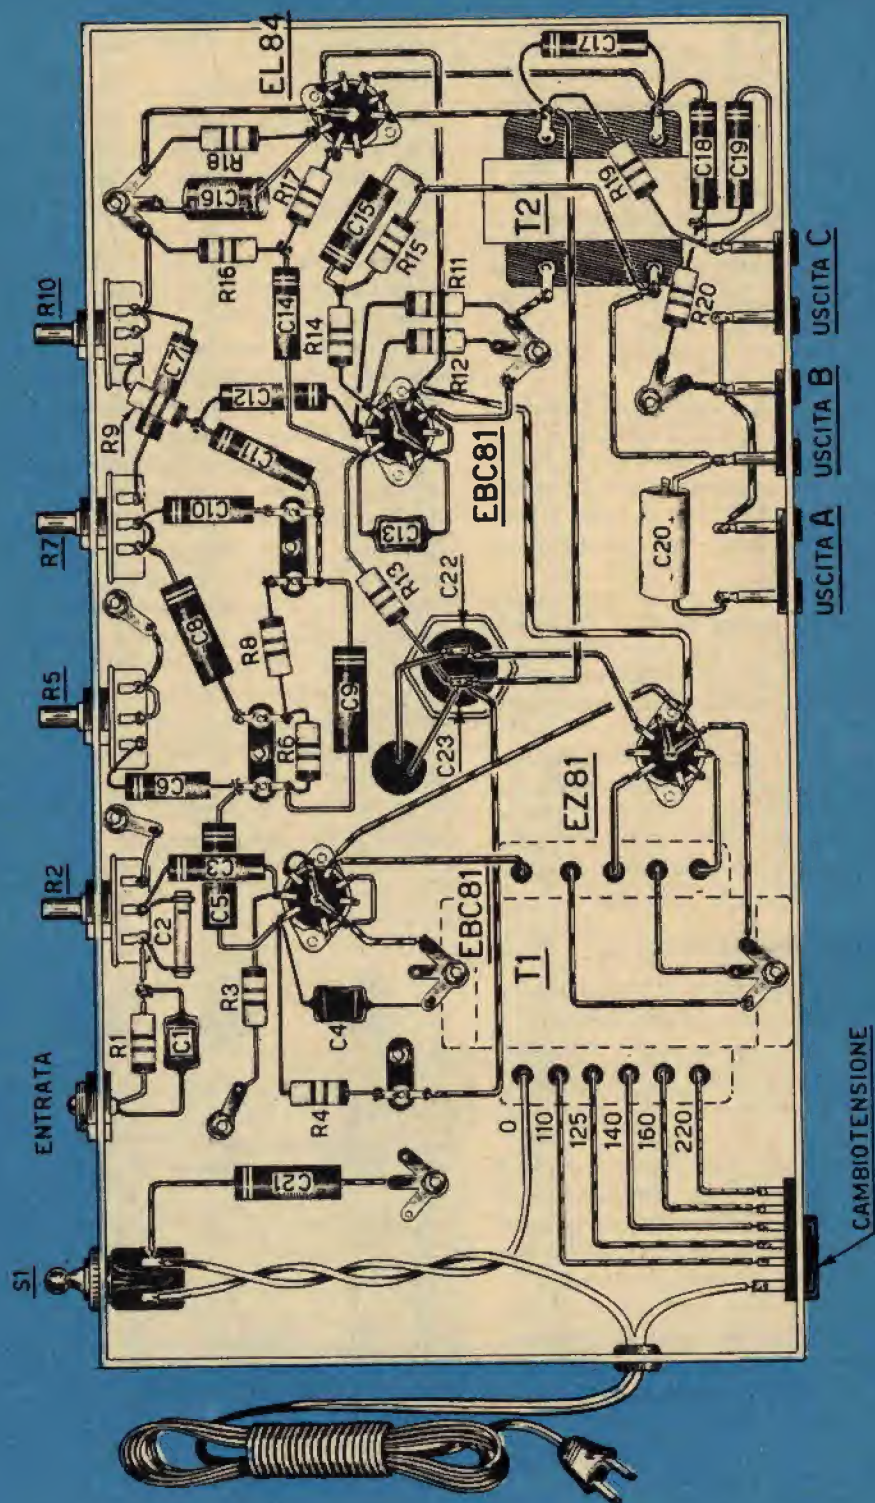 S1
ENTRATA
R2
R5
R7
R10
EL84
R1
C1
C2
C3
C5
C6
R3
C4
R4
C21
R6
R8
C8
C9
C10
R9
C7
C11
C12
C13
R13
C22
C23
C14
R14
C15
R15
R11
R12
R16
C16
R18
R17
EBC81
EBC81
EZ81
T1
T2
C17
R19
C18
C19
R20
C20
0
110
125
140
160
220
CAMBIOTENSIONE
USCITA A
USCITA B
USCITA C